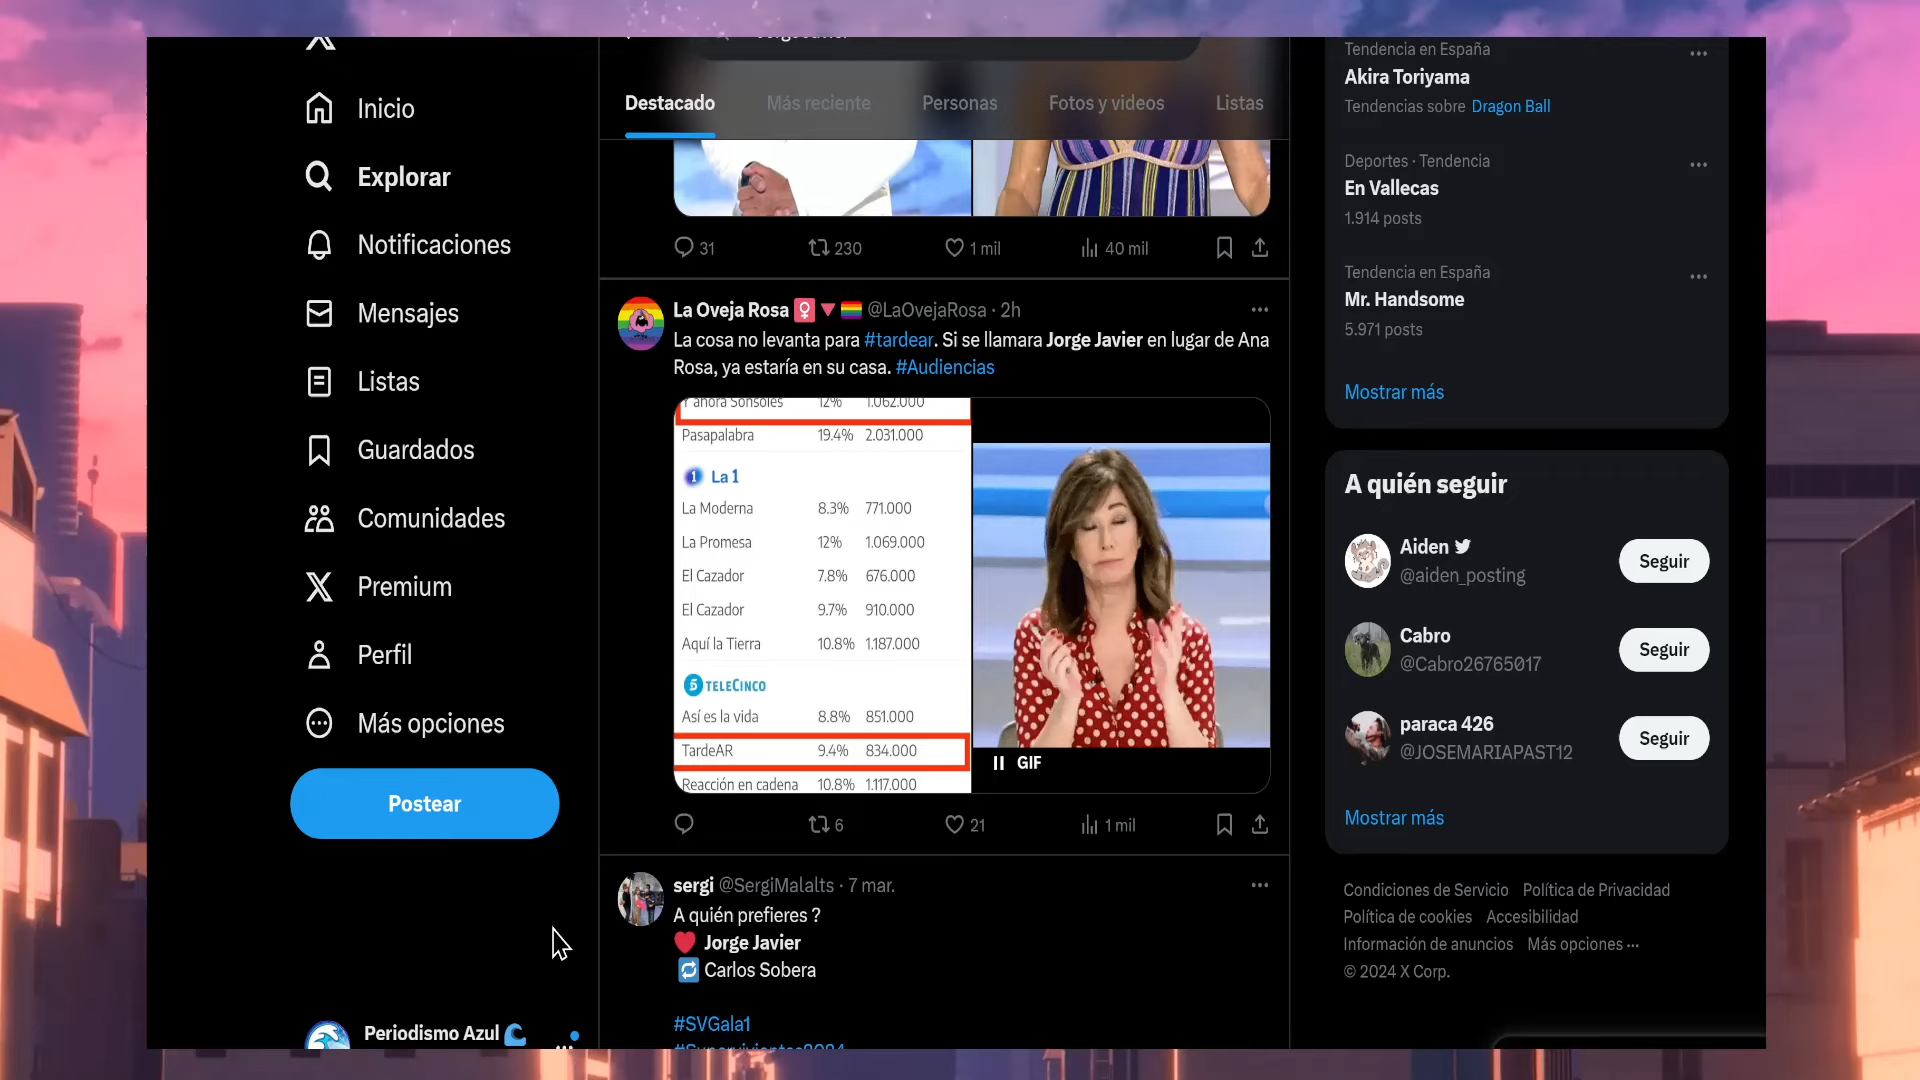 Inicio
Explorar
Notificaciones
Mensajes
Listas
Guardados
Comunidades
Premium
Perfil
Más opciones
Postear
Periodismo Azul
Destacado
Más reciente
Personas
Fotos y videos
Listas
31
230
1 mil
40 mil
La Oveja Rosa @LaOvejaRosa · 2h
La cosa no levanta para #tardear. Si se llamara Jorge Javier en lugar de Ana
Rosa, ya estaría en su casa. #Audiencias
Y ahora Sonsoles 12% 1.062.000
Pasapalabra 19.4% 2.031.000
1 La 1
La Moderna 8.3% 771.000
La Promesa 12% 1.069.000
El Cazador 7.8% 676.000
El Cazador 9.7% 910.000
Aquí la Tierra 10.8% 1.187.000
5 TELECINCO
Así es la vida 8.8% 851.000
TardeAR 9.4% 834.000
Reacción en cadena 10.8% 1.117.000
GIF
6
21
1 mil
sergi @SergiMalalts · 7 mar.
A quién prefieres ?
Jorge Javier
Carlos Sobera
#SVGala1
Tendencia en España
Akira Toriyama
Tendencias sobre Dragon Ball
Deportes · Tendencia
En Vallecas
1.914 posts
Tendencia en España
Mr. Handsome
5.971 posts
Mostrar más
A quién seguir
Aiden
@aiden_posting
Seguir
Cabro
@Cabro26765017
Seguir
paraca 426
@JOSEMARIAPAST12
Seguir
Mostrar más
Condiciones de Servicio Política de Privacidad
Política de cookies Accesibilidad
Información de anuncios Más opciones ···
© 2024 X Corp.